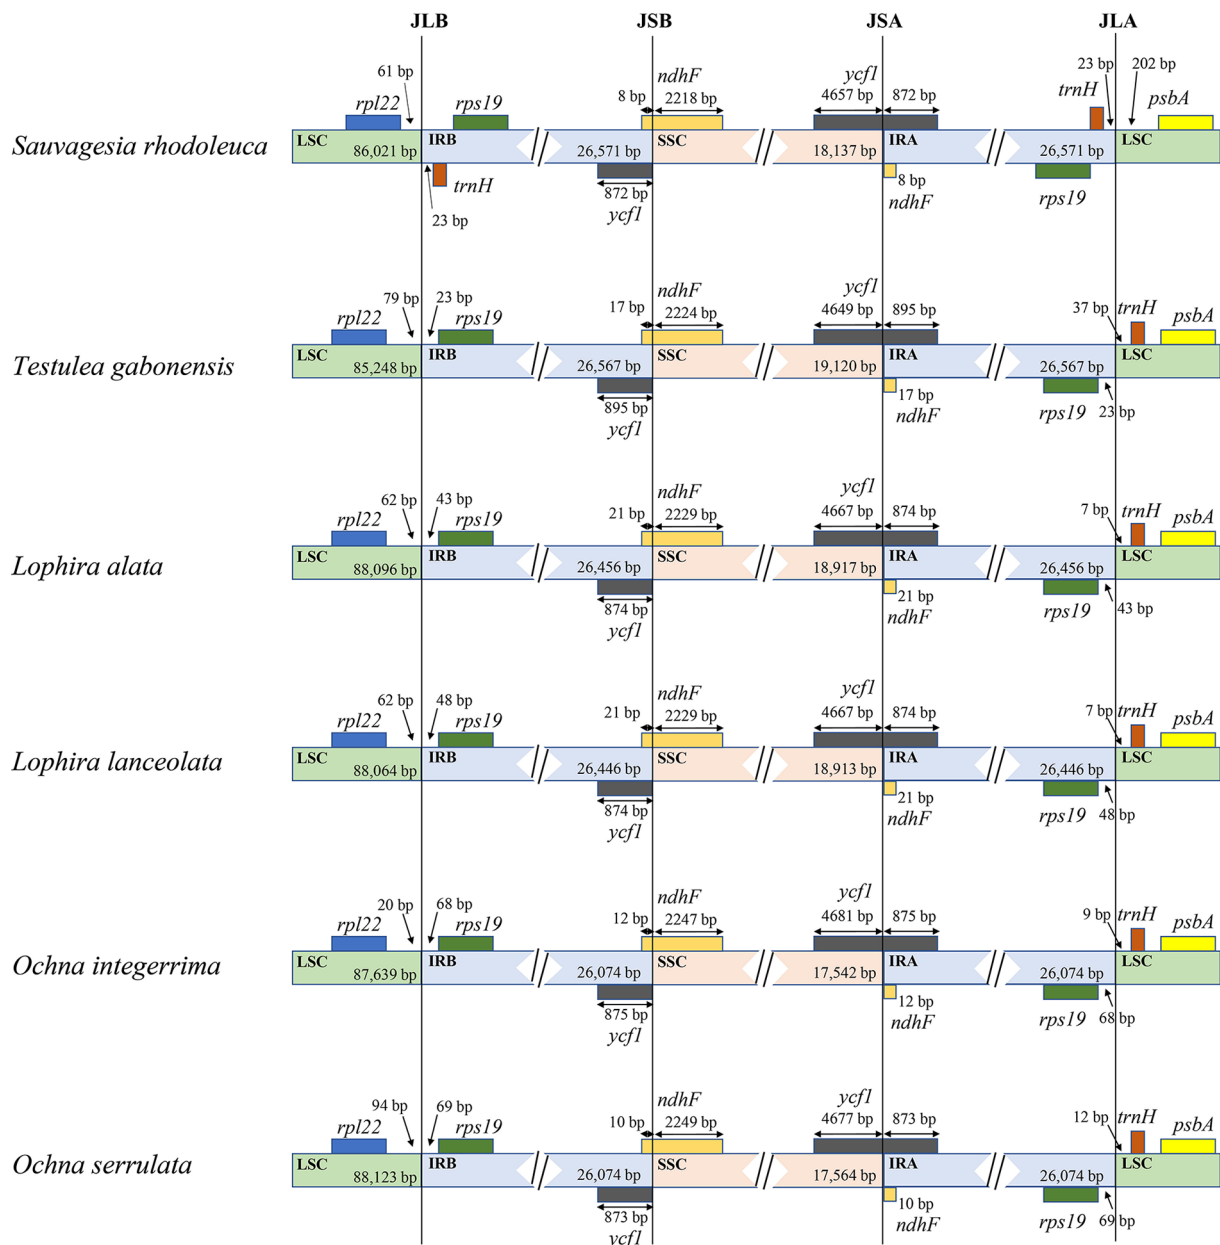 JLB JSB JSA JLA
61 bp 8 bp ndhF 2218 bp ycf1 4657 bp 872 bp 23 bp 202 bp
rpl22 rps19 trnH psbA
Sauvagesia rhodoleuca LSC 86,021 bp IRB 26,571 bp SSC 18,137 bp IRA 26,571 bp LSC
trnH 872 bp 8 bp rps19
23 bp ycf1 ndhF
79 bp 23 bp 17 bp ndhF 2224 bp ycf1 4649 bp 895 bp 37 bp trnH
rpl22 rps19 psbA
Testulea gabonensis LSC 85,248 bp IRB 26,567 bp SSC 19,120 bp IRA 26,567 bp LSC
895 bp 17 bp rps19 23 bp
ycf1 ndhF
62 bp 43 bp 21 bp ndhF 2229 bp ycf1 4667 bp 874 bp 7 bp trnH
rpl22 rps19 psbA
Lophira alata LSC 88,096 bp IRB 26,456 bp SSC 18,917 bp IRA 26,456 bp LSC
874 bp 21 bp rps19 43 bp
ycf1 ndhF
62 bp 48 bp 21 bp ndhF 2229 bp ycf1 4667 bp 874 bp 7 bp trnH
rpl22 rps19 psbA
Lophira lanceolata LSC 88,064 bp IRB 26,446 bp SSC 18,913 bp IRA 26,446 bp LSC
874 bp 21 bp rps19 48 bp
ycf1 ndhF
20 bp 68 bp 12 bp ndhF 2247 bp ycf1 4681 bp 875 bp 9 bp trnH
rpl22 rps19 psbA
Ochna integerrima LSC 87,639 bp IRB 26,074 bp SSC 17,542 bp IRA 26,074 bp LSC
875 bp 12 bp rps19 68 bp
ycf1 ndhF
94 bp 69 bp 10 bp ndhF 2249 bp ycf1 4677 bp 873 bp 12 bp trnH
rpl22 rps19 psbA
Ochna serrulata LSC 88,123 bp IRB 26,074 bp SSC 17,564 bp IRA 26,074 bp LSC
873 bp 10 bp rps19 69 bp
ycf1 ndhF